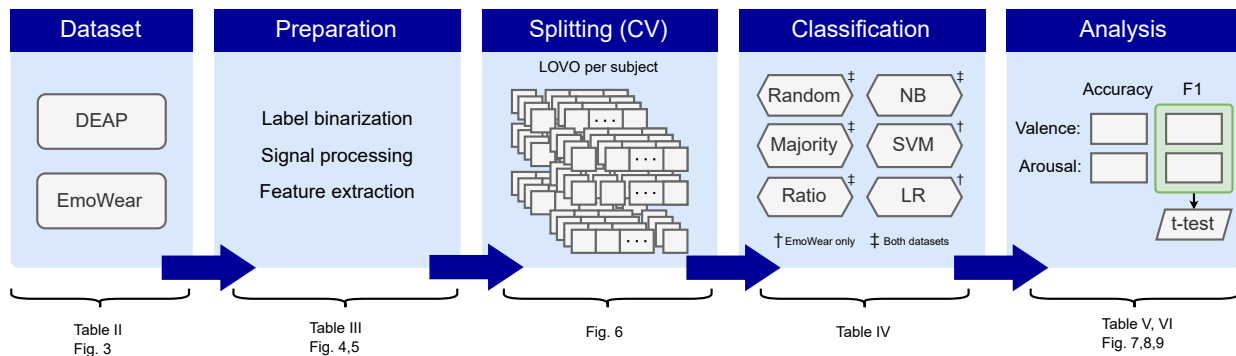 Dataset
DEAP
EmoWear
Table II
Fig. 3
Preparation
Label binarization
Signal processing
Feature extraction
Table III
Fig. 4,5
Splitting (CV)
LOVO per subject
...
...
...
...
Fig. 6
Classification
Random ‡ NB ‡
Majority ‡ SVM †
Ratio ‡ LR †
† EmoWear only ‡ Both datasets
Table IV
Analysis
Accuracy F1
Valence:
Arousal:
t-test
Table V, VI
Fig. 7,8,9